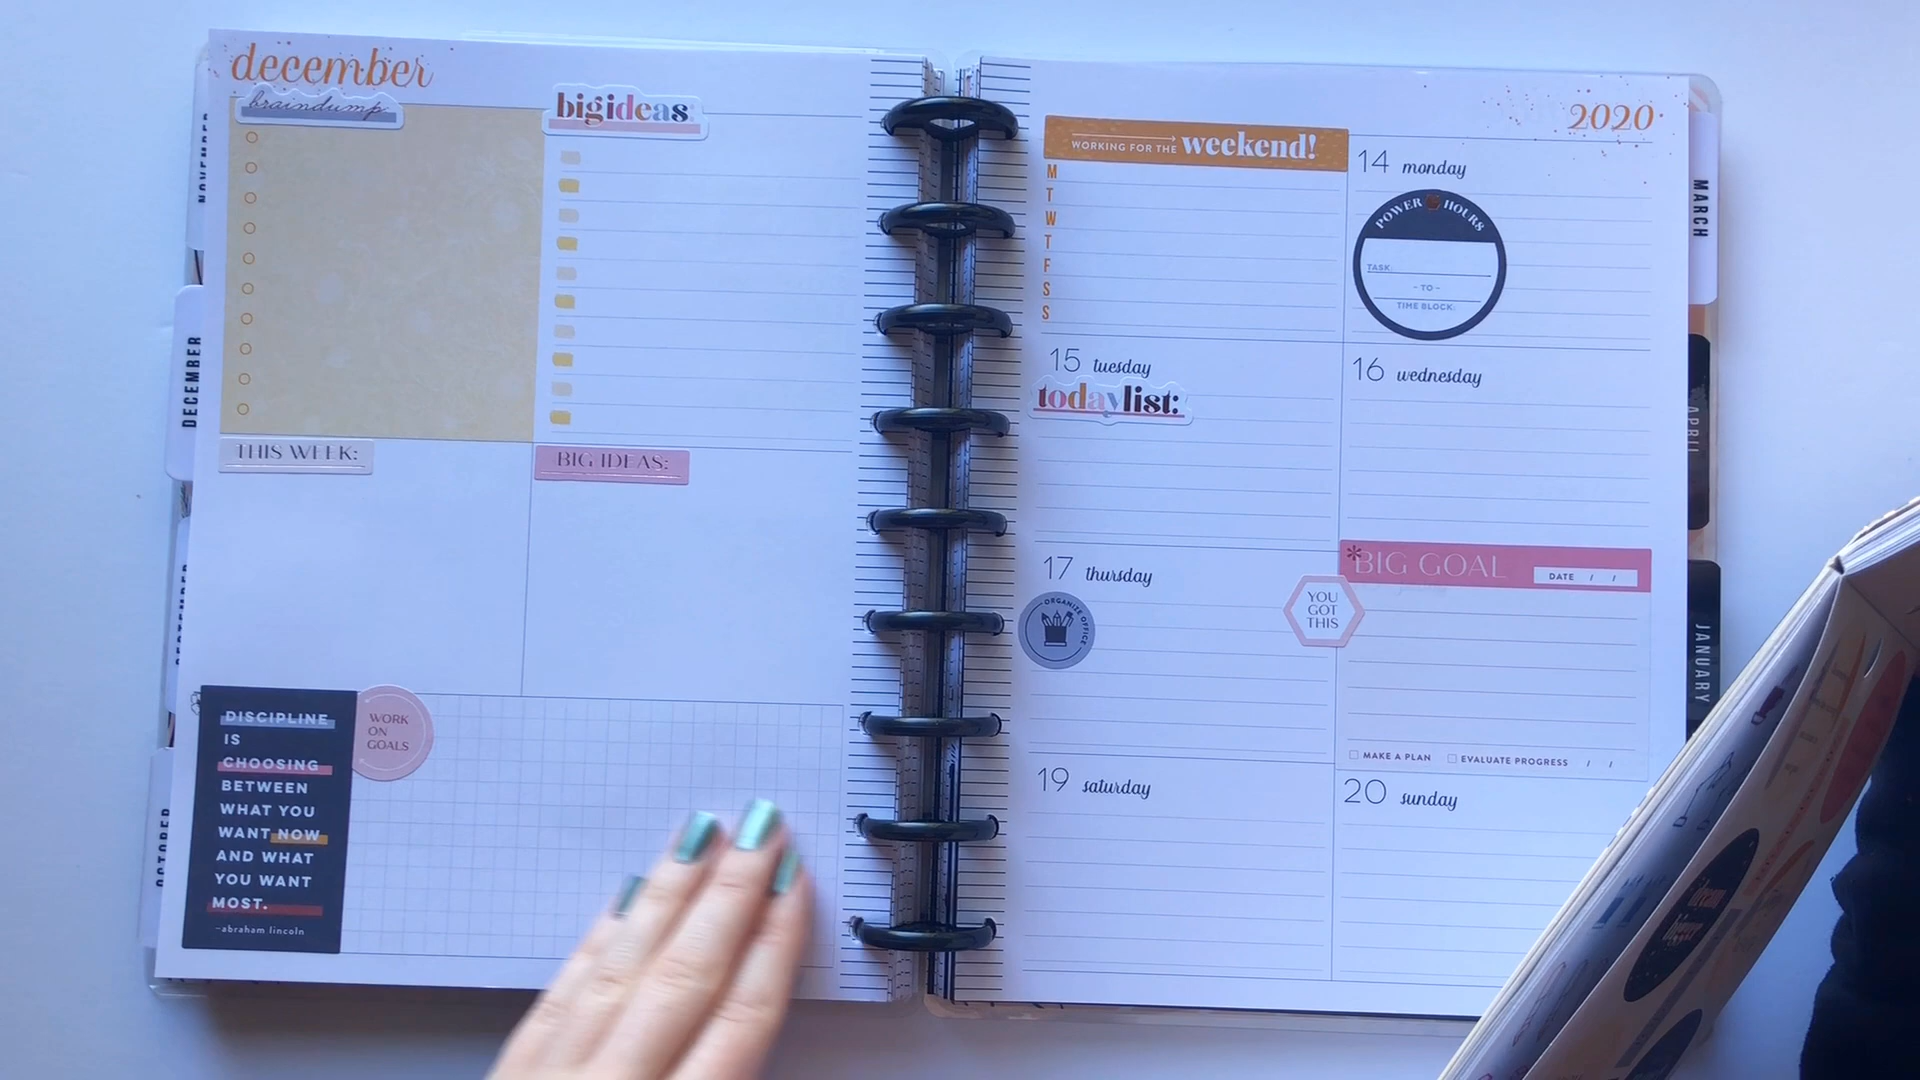 december
braindump
bigideas:
THIS WEEK:
BIG IDEAS:
DISCIPLINE
IS
CHOOSING
BETWEEN
WHAT YOU
WANT NOW
AND WHAT
YOU WANT
MOST.
~abraham lincoln
WORK
ON
GOALS
NOVEMBER
DECEMBER
OCTOBER
2020
WORKING FOR THE weekend!
M
T
W
T
F
S
S
14 monday
POWER HOURS
TASK:
- TO -
TIME BLOCK:
15 tuesday
todaylist:
16 wednesday
17 thursday
ORGANIZE OFFICE
YOU
GOT
THIS
*BIG GOAL
DATE / /
MAKE A PLAN EVALUATE PROGRESS / /
19 saturday
20 sunday
MARCH
APRIL
JANUARY
dream
bigger